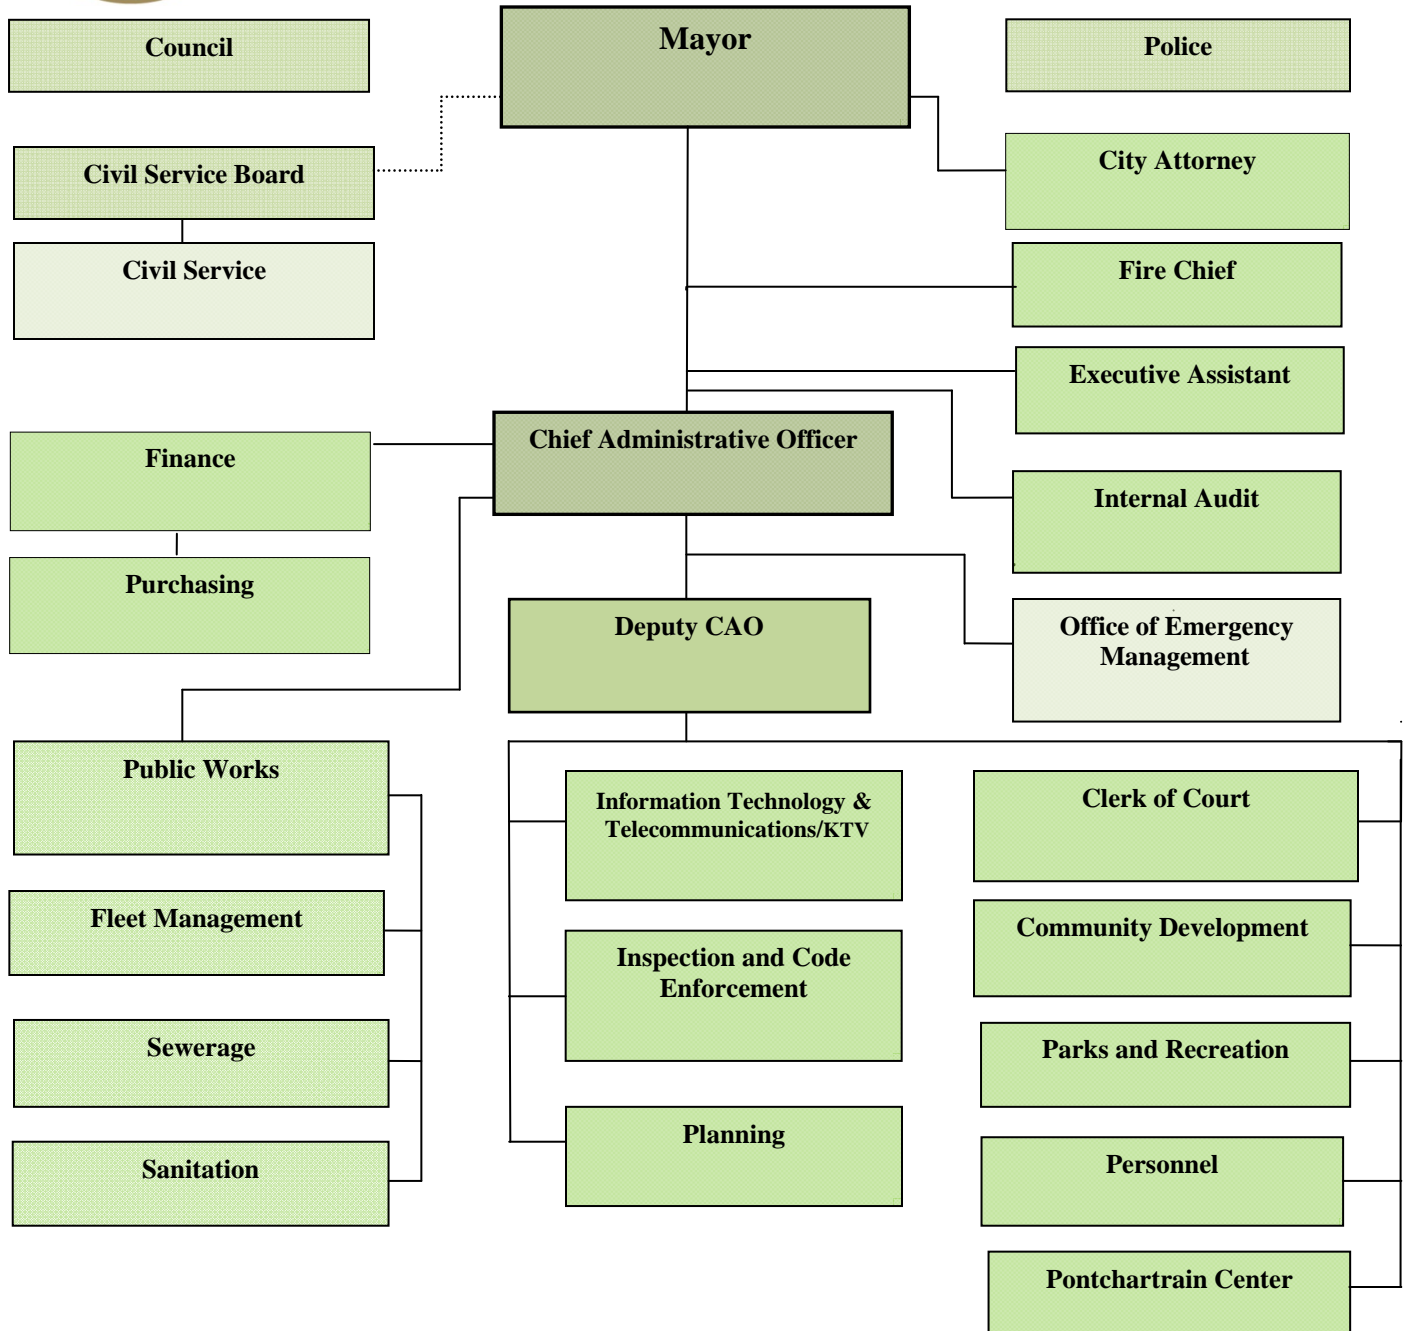 Council
Mayor
Police
Civil Service Board
City Attorney
Civil Service
Fire Chief
Executive Assistant
Finance
Chief Administrative Officer
Internal Audit
Purchasing
Deputy CAO
Office of Emergency
Management
Public Works
Information Technology &
Telecommunications/KTV
Clerk of Court
Fleet Management
Inspection and Code
Enforcement
Community Development
Sewerage
Parks and Recreation
Sanitation
Planning
Personnel
Pontchartrain Center